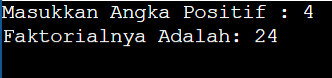 Masukkan Angka Positif : 4
Faktorialnya Adalah: 24